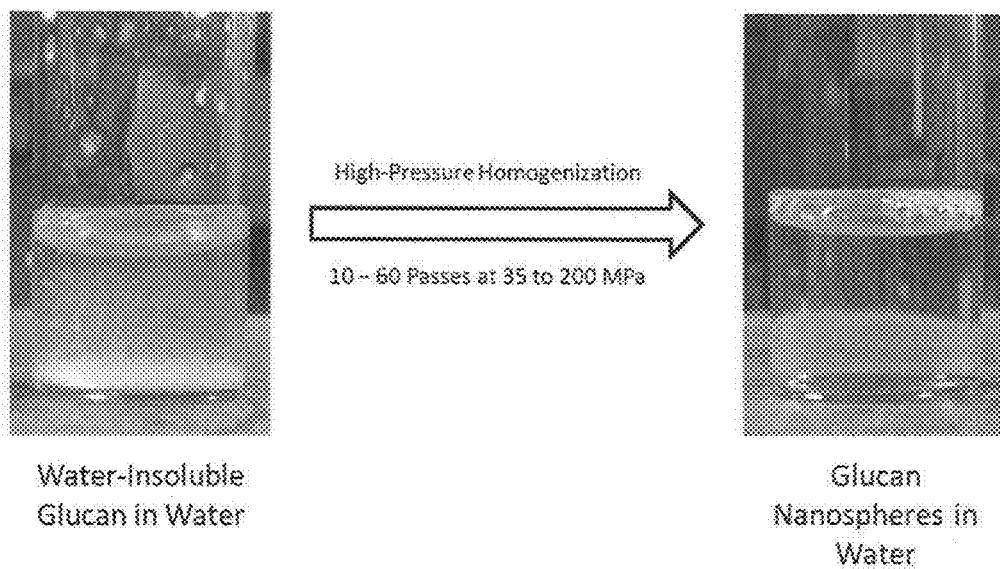 High-Pressure Homogenization
10 – 60 Passes at 35 to 200 MPa
Water-Insoluble
Glucan in Water
Glucan
Nanospheres in
Water